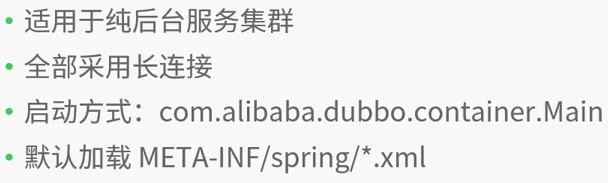 • 适用于纯后台服务集群
• 全部采用长连接
• 启动方式：com.alibaba.dubbo.container.Main
• 默认加载 META-INF/spring/*.xml